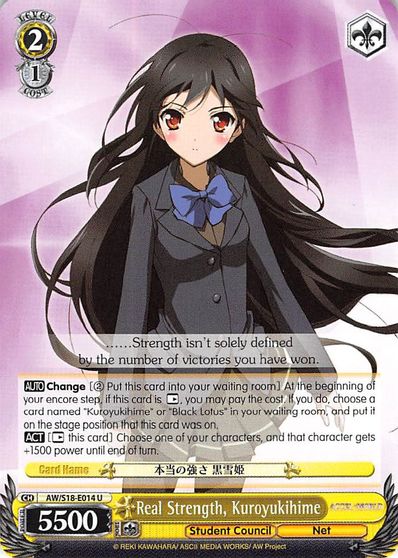 LEVEL
2
1
COST
……Strength isn't solely defined
by the number of victories you have won.
AUTO Change [② Put this card into your waiting room] At the beginning of
your encore step, if this card is , you may pay the cost. If you do, choose a
card named "Kuroyukihime" or "Black Lotus" in your waiting room, and put
it on the stage position that this card was on.
ACT [ this card] Choose one of your characters, and that character gets
+1500 power until end of turn.
Card Name 本当の強さ 黒雪姫
AW/S18-E014 U
Real Strength, Kuroyukihime
5500
Student Council Net
© REKI KAWAHARA/ ASCII MEDIA WORKS/ AW Project